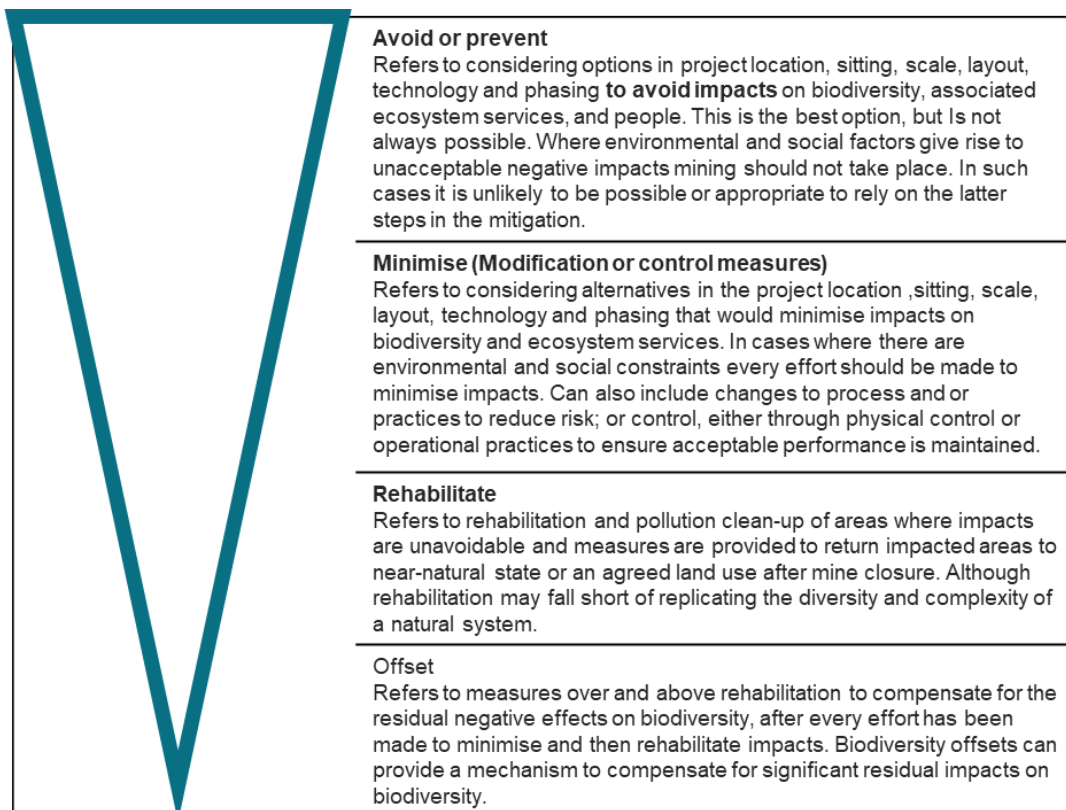 Avoid or prevent
Refers to considering options in project location, sitting, scale, layout,
technology and phasing to avoid impacts on biodiversity, associated
ecosystem services, and people. This is the best option, but Is not
always possible. Where environmental and social factors give rise to
unacceptable negative impacts mining should not take place. In such
cases it is unlikely to be possible or appropriate to rely on the latter
steps in the mitigation.
Minimise (Modification or control measures)
Refers to considering alternatives in the project location ,sitting, scale,
layout, technology and phasing that would minimise impacts on
biodiversity and ecosystem services. In cases where there are
environmental and social constraints every effort should be made to
minimise impacts. Can also include changes to process and or
practices to reduce risk; or control, either through physical control or
operational practices to ensure acceptable performance is maintained.
Rehabilitate
Refers to rehabilitation and pollution clean-up of areas where impacts
are unavoidable and measures are provided to return impacted areas to
near-natural state or an agreed land use after mine closure. Although
rehabilitation may fall short of replicating the diversity and complexity of
a natural system.
Offset
Refers to measures over and above rehabilitation to compensate for the
residual negative effects on biodiversity, after every effort has been
made to minimise and then rehabilitate impacts. Biodiversity offsets can
provide a mechanism to compensate for significant residual impacts on
biodiversity.